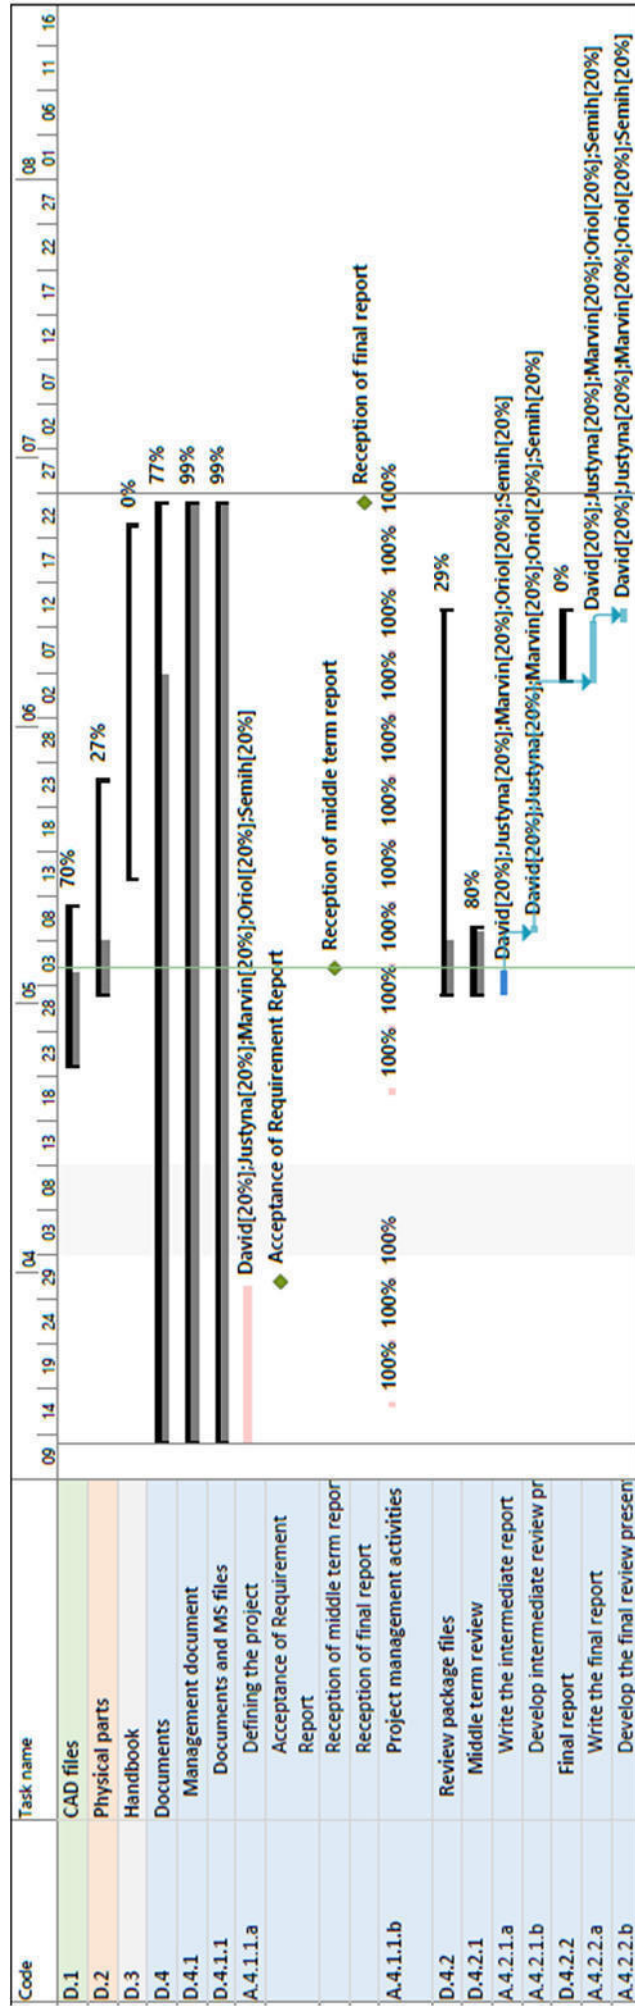 Code Task name 04 05 06 07 08
09 14 19 24 29 03 08 13 18 23 28 03 08 13 18 23 28 02 07 12 17 22 27 02 07 12 17 22 27 01 06 11 16
D.1 CAD files 70%
D.2 Physical parts 27%
D.3 Handbook 0%
D.4 Documents 77%
D.4.1 Management document 99%
D.4.1.1 Documents and MS files 99%
A.4.1.1.a Defining the project David[20%];Justyna[20%];Marvin[20%];Oriol[20%];Semih[20%]
Acceptance of Requirement Acceptance of Requirement Report
Report
Reception of middle term repor Reception of middle term report
Reception of final report Reception of final report
A.4.1.1.b Project management activities 100% 100% 100% 100% 100% 100% 100% 100% 100% 100% 100% 100% 100%
D.4.2 Review package files 29%
D.4.2.1 Middle term review 80%
A.4.2.1.a Write the intermediate report David[20%];Justyna[20%];Marvin[20%];Oriol[20%];Semih[20%]
A.4.2.1.b Develop intermediate review pr David[20%];Justyna[20%];Marvin[20%];Oriol[20%];Semih[20%]
D.4.2.2 Final report 0%
A.4.2.2.a Write the final report David[20%];Justyna[20%];Marvin[20%];Oriol[20%];Semih[20%]
A.4.2.2.b Develop the final review presen David[20%];Justyna[20%];Marvin[20%];Oriol[20%];Semih[20%]